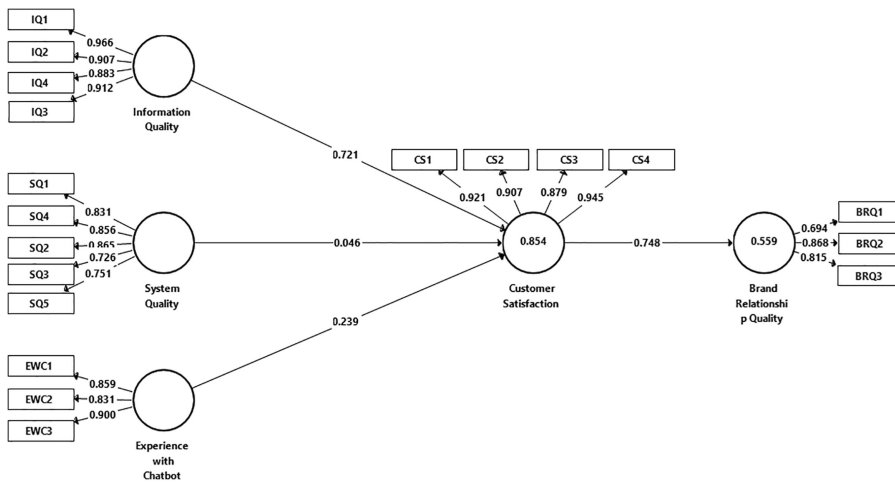 IQ1
0.966
IQ2
0.907
IQ4
0.883
IQ3
0.912
Information
Quality
0.721
SQ1
0.831
SQ4
0.856
SQ2
0.865
SQ3
0.726
SQ5
0.751
System
Quality
0.046
EWC1
0.859
EWC2
0.831
EWC3
0.900
Experience
with
Chatbot
0.239
CS1
CS2
CS3
CS4
0.921
0.907
0.879
0.945
0.854
Customer
Satisfaction
0.748
0.559
Brand
Relationshi
p Quality
0.694
BRQ1
0.868
BRQ2
0.815
BRQ3